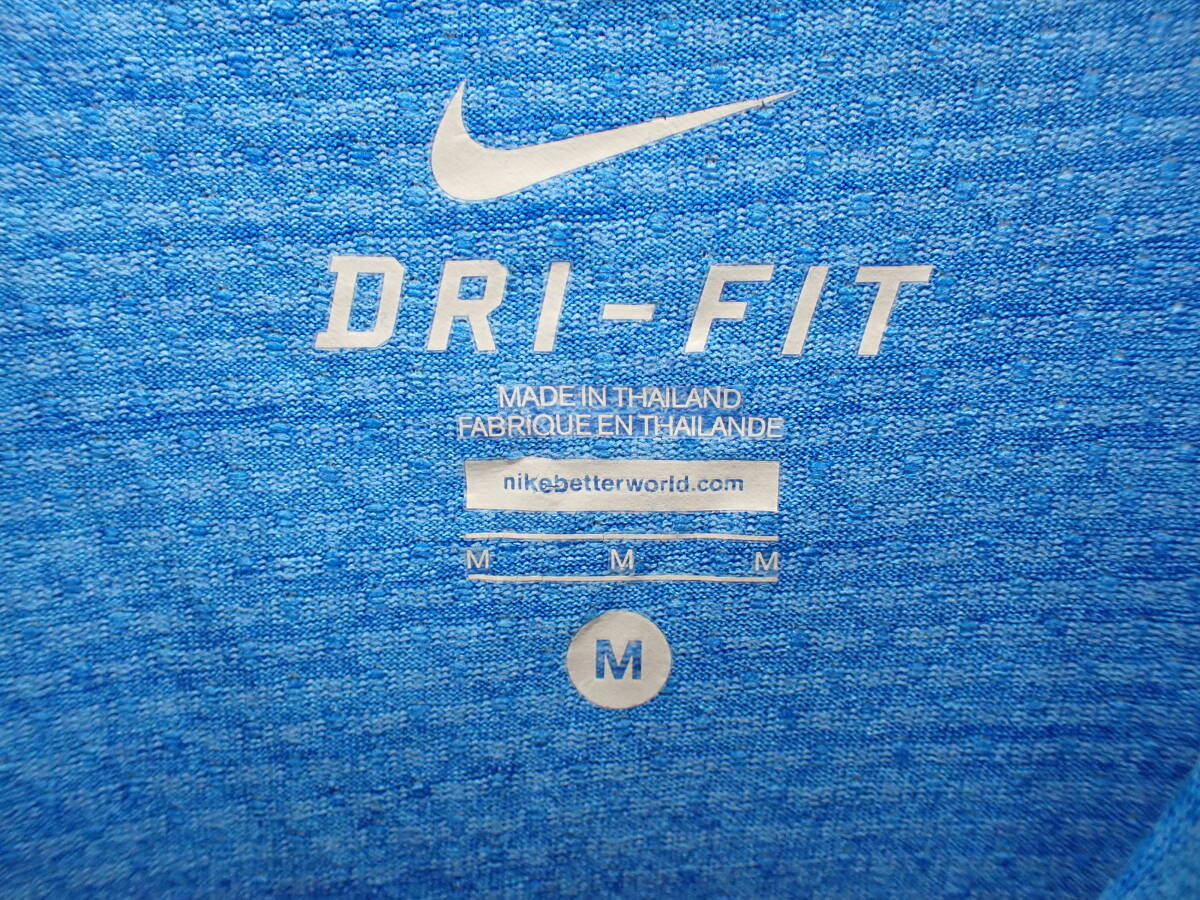 DRI-FIT
MADE IN THAILAND
FABRIQUE EN THAILANDE
nikebetterworld.com
M M M
M